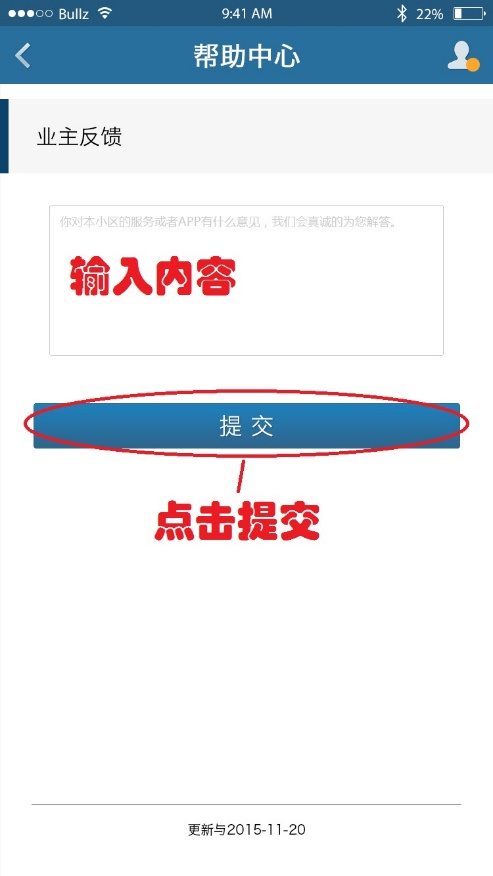 Bullz 9:41 AM 22%
帮助中心
业主反馈
你对本小区的服务或者APP有什么意见，我们会真诚的为您解答。
输入内容
提交
点击提交
更新与2015-11-20